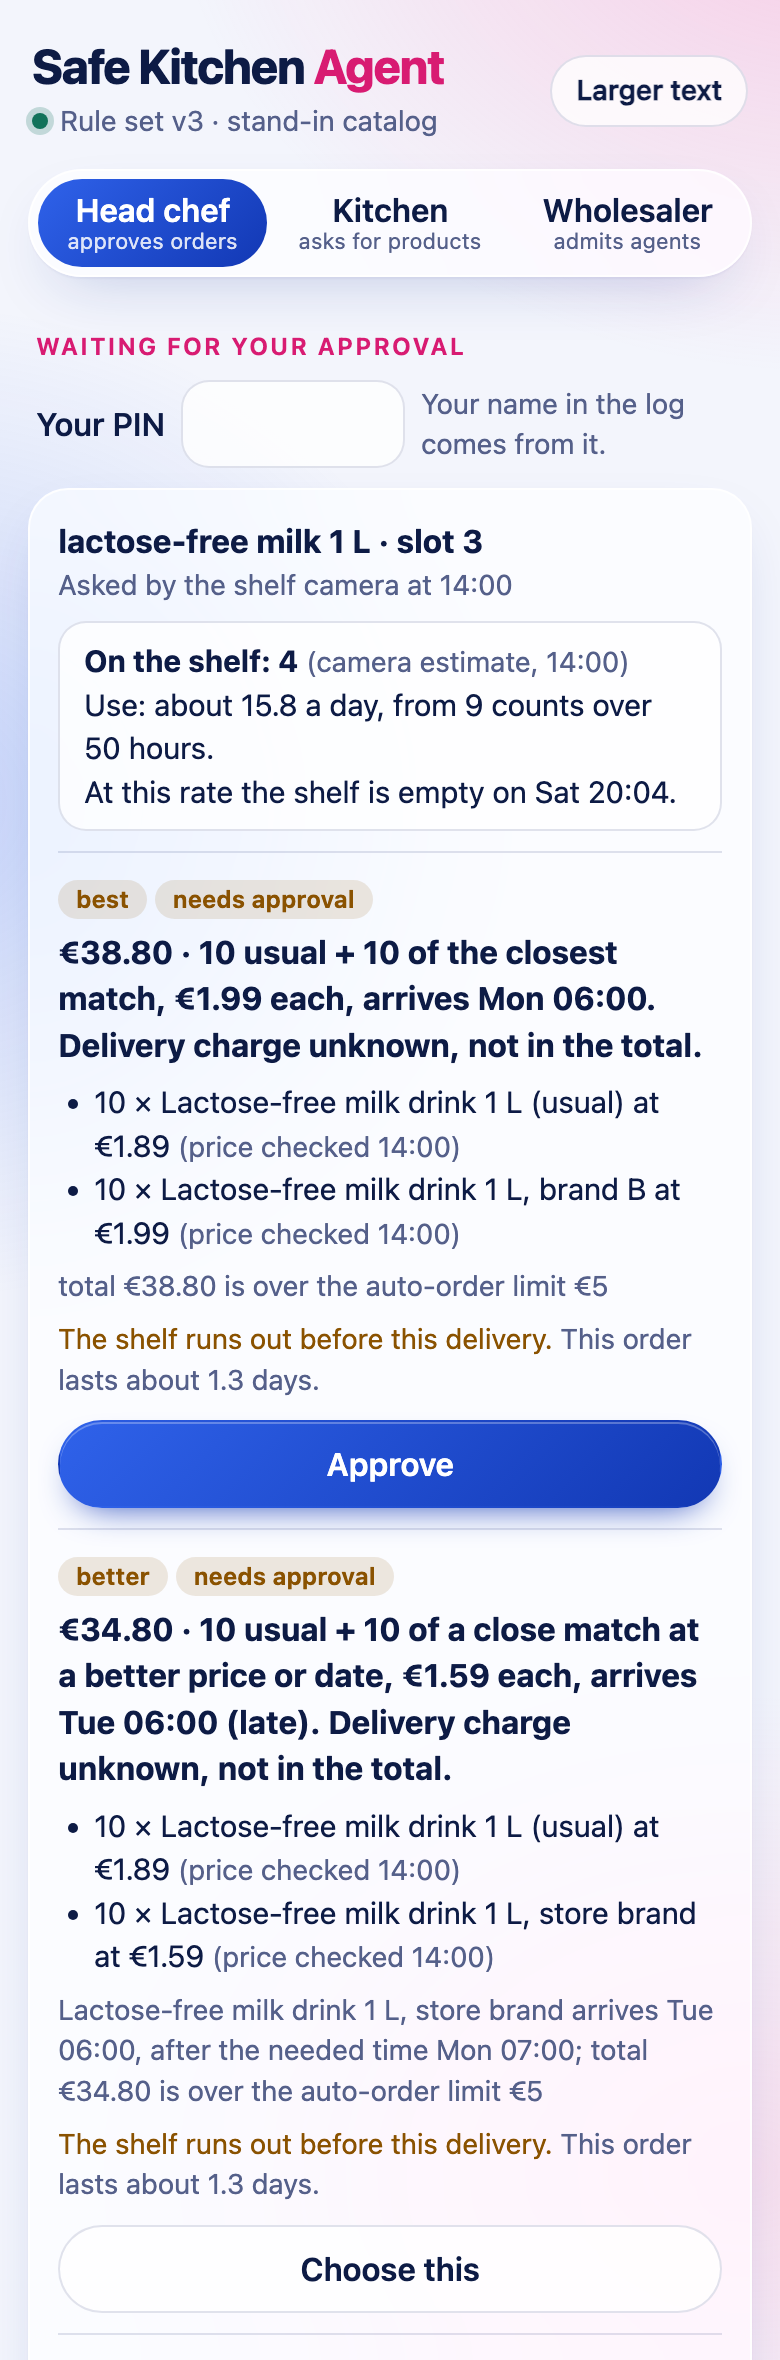 Safe Kitchen Agent
Rule set v3 · stand-in catalog
Larger text
Head chef
approves orders
Kitchen
asks for products
Wholesaler
admits agents
WAITING FOR YOUR APPROVAL
Your PIN
Your name in the log
comes from it.
lactose-free milk 1 L · slot 3
Asked by the shelf camera at 14:00
On the shelf: 4 (camera estimate, 14:00)
Use: about 15.8 a day, from 9 counts over
50 hours.
At this rate the shelf is empty on Sat 20:04.
best
needs approval
€38.80 · 10 usual + 10 of the closest
match, €1.99 each, arrives Mon 06:00.
Delivery charge unknown, not in the total.
• 10 × Lactose-free milk drink 1 L (usual) at
€1.89 (price checked 14:00)
• 10 × Lactose-free milk drink 1 L, brand B at
€1.99 (price checked 14:00)
total €38.80 is over the auto-order limit €5
The shelf runs out before this delivery. This order
lasts about 1.3 days.
Approve
better
needs approval
€34.80 · 10 usual + 10 of a close match at
a better price or date, €1.59 each, arrives
Tue 06:00 (late). Delivery charge
unknown, not in the total.
• 10 × Lactose-free milk drink 1 L (usual) at
€1.89 (price checked 14:00)
• 10 × Lactose-free milk drink 1 L, store brand
at €1.59 (price checked 14:00)
Lactose-free milk drink 1 L, store brand arrives Tue
06:00, after the needed time Mon 07:00; total
€34.80 is over the auto-order limit €5
The shelf runs out before this delivery. This order
lasts about 1.3 days.
Choose this